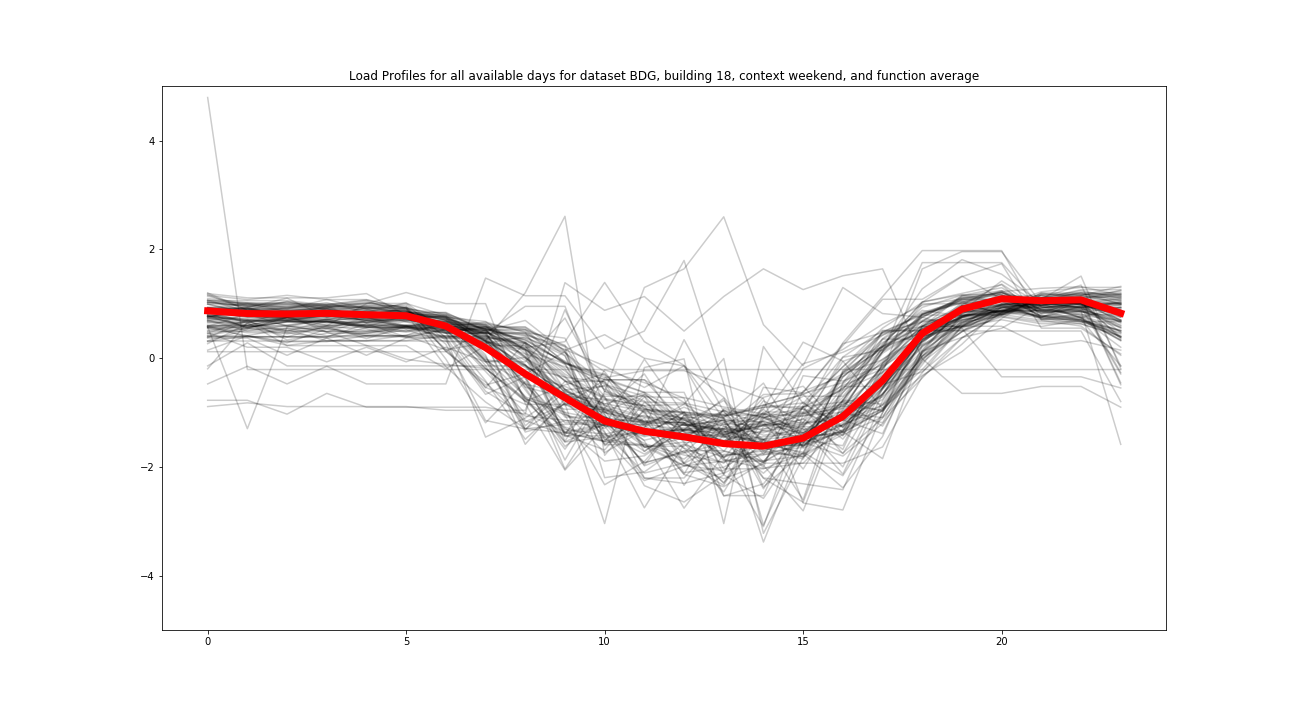 Load Profiles for all available days for dataset BDG, building 18, context weekend, and function average
4
2
0
−2
−4
0 5 10 15 20